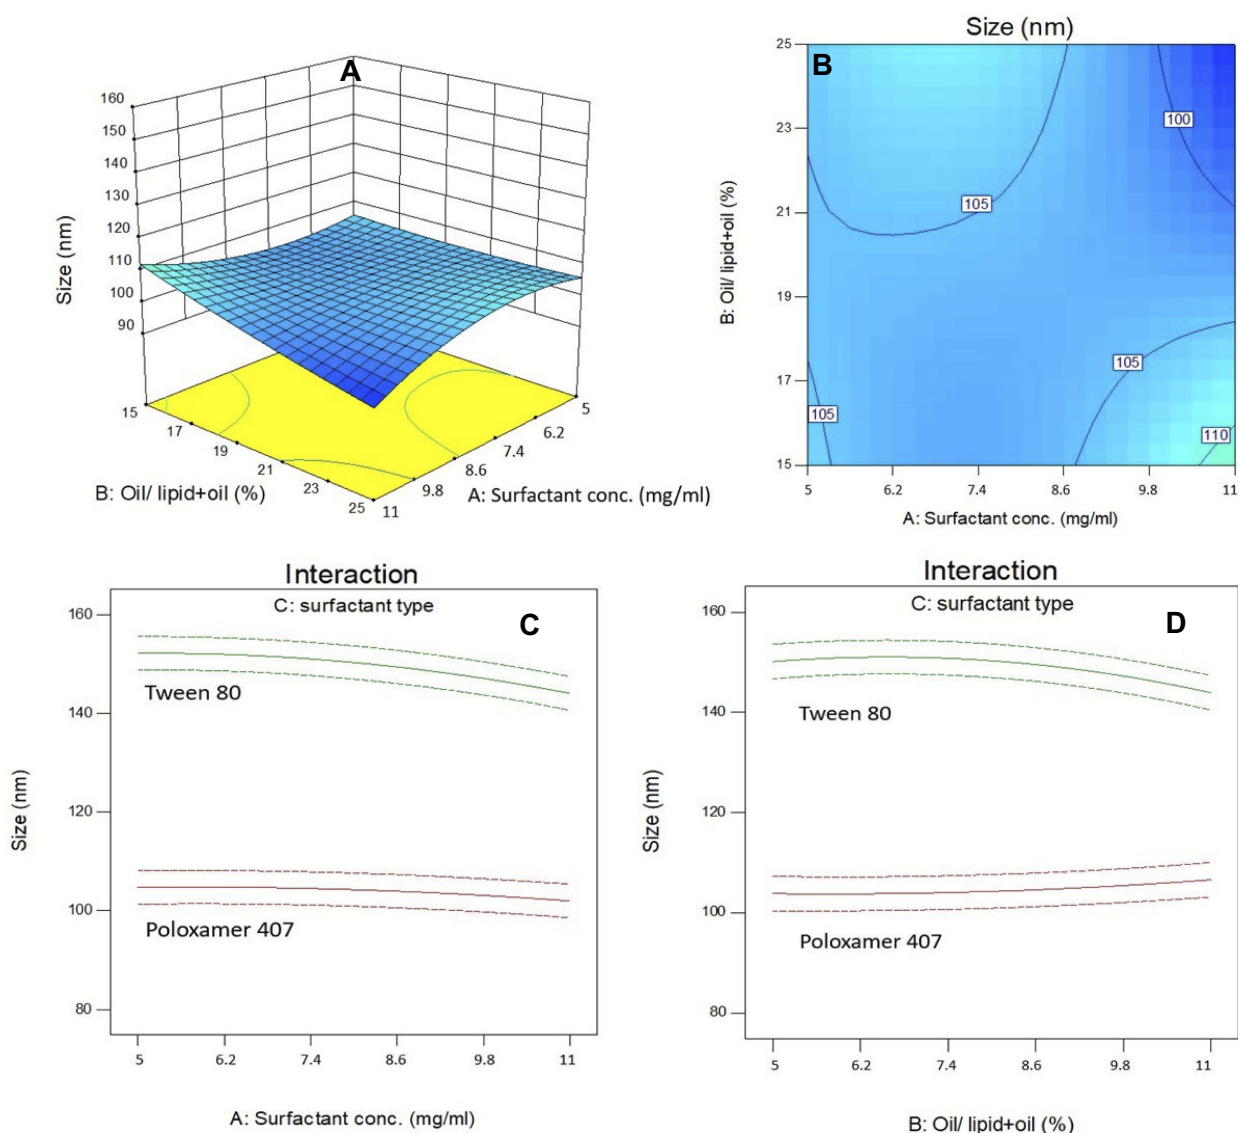 A
160
150
140
130
120
110
100
90
Size (nm)
15
17
19
21
23
25
11
9.8
8.6
7.4
6.2
5
B: Oil/ lipid+oil (%)
A: Surfactant conc. (mg/ml)
Size (nm)
B
25
23
21
19
17
15
B: Oil/ lipid+oil (%)
100
105
105
105
110
5
6.2
7.4
8.6
9.8
11
A: Surfactant conc. (mg/ml)
Interaction
C: surfactant type
C
160
140
120
100
80
Size (nm)
Tween 80
Poloxamer 407
5
6.2
7.4
8.6
9.8
11
A: Surfactant conc. (mg/ml)
Interaction
C: surfactant type
D
160
140
120
100
80
Size (nm)
Tween 80
Poloxamer 407
5
6.2
7.4
8.6
9.8
11
B: Oil/ lipid+oil (%)